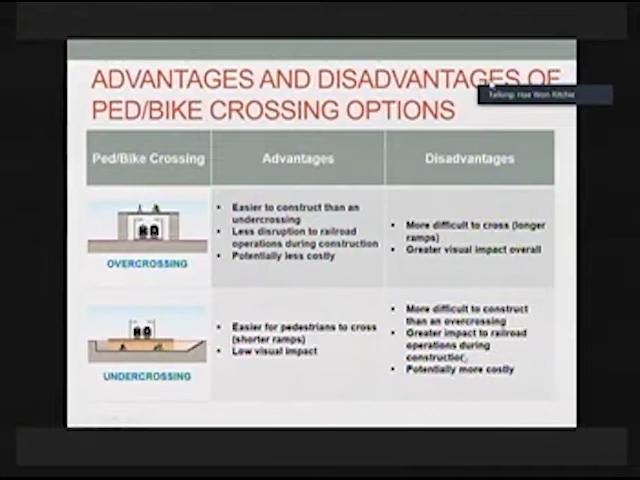 ADVANTAGES AND DISADVANTAGES OF
PED/BIKE CROSSING OPTIONS
Talking: Hae Won Ritchie
Ped/Bike Crossing
Advantages
Disadvantages
OVERCROSSING
• Easier to construct than an
undercrossing
• Less disruption to railroad
operations during construction
• Potentially less costly
• More difficult to cross (longer
ramps)
• Greater visual impact overall
UNDERCROSSING
• Easier for pedestrians to cross
(shorter ramps)
• Low visual impact
• More difficult to construct
than an overcrossing
• Greater impact to railroad
operations during
construction
• Potentially more costly